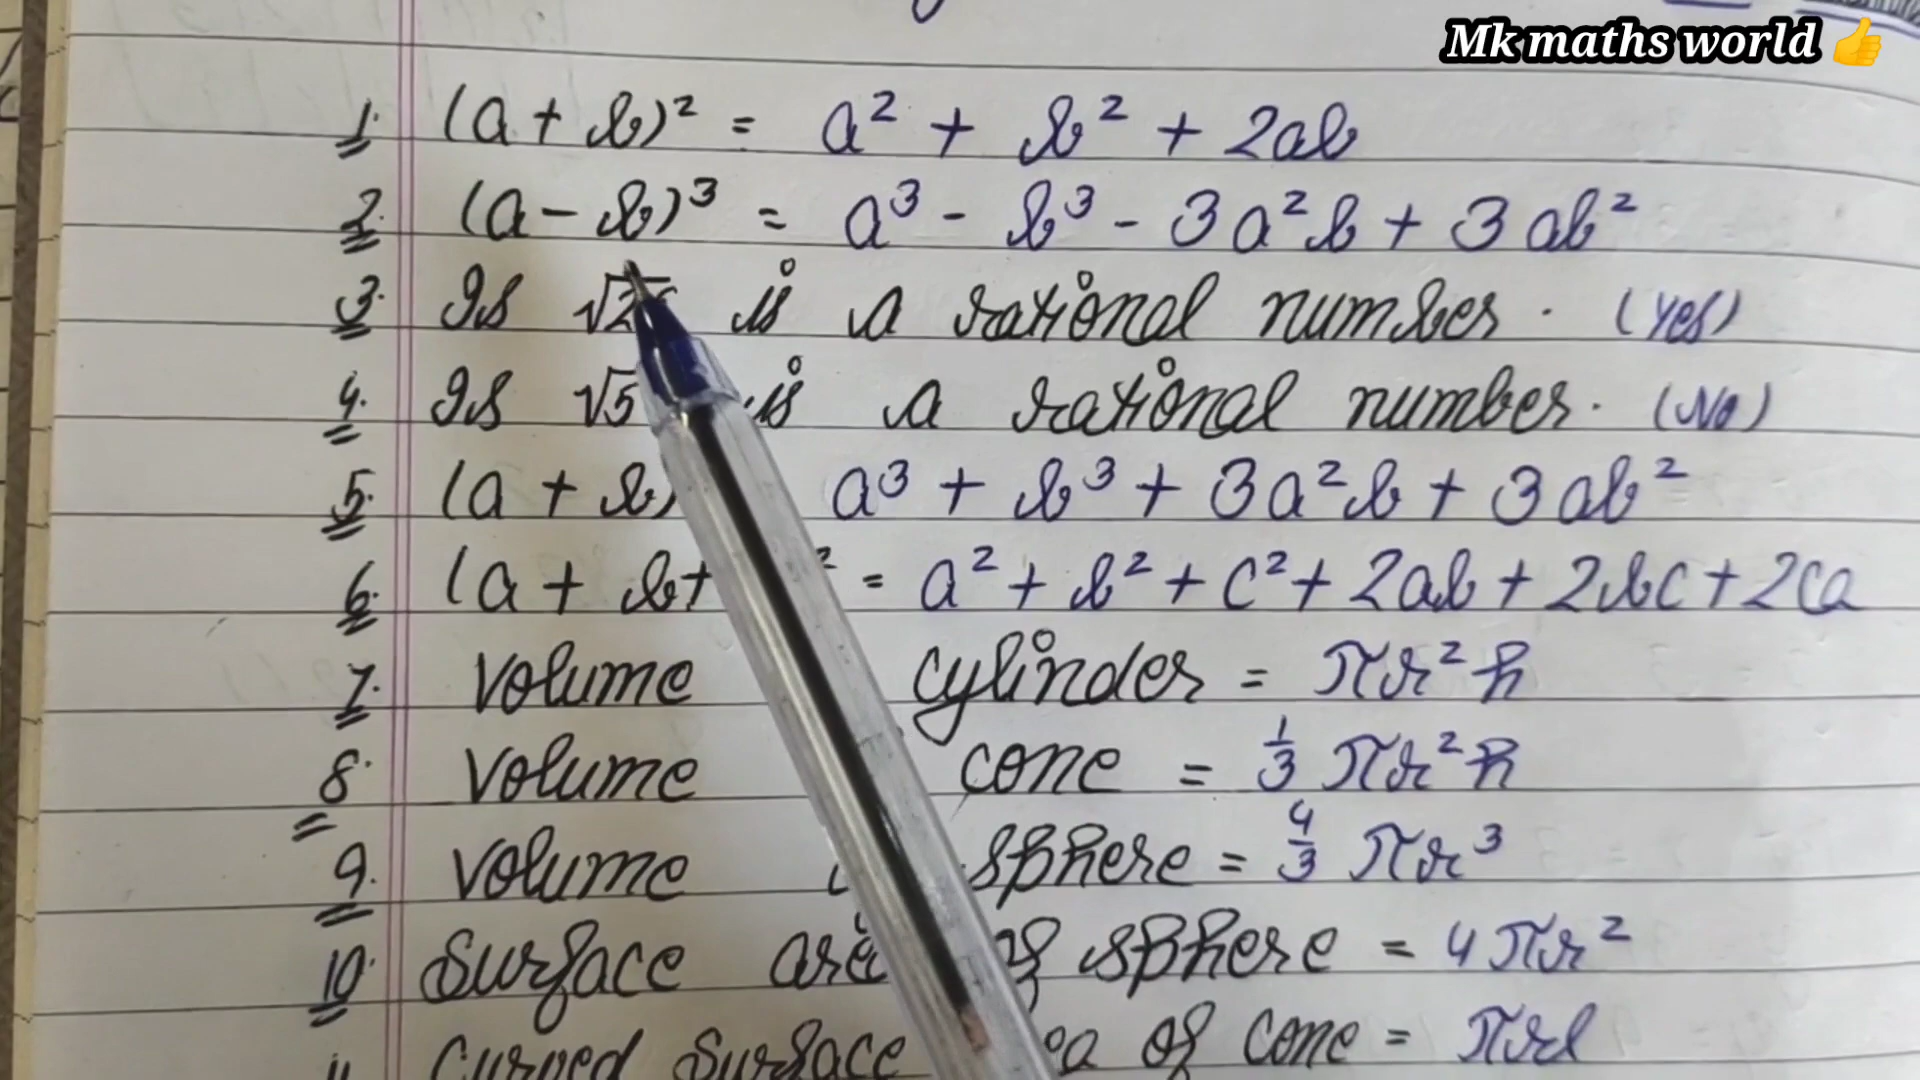 Mk maths world 👍
1. (a + b)² = a² + b² + 2ab
2. (a - b)³ = a³ - b³ - 3a²b + 3ab²
3. Is is a rational number. (Yes)
4. Is √5 is a rational number. (No)
5. (a + b) a³ + b³ + 3a²b + 3ab²
6. (a + b+ ² = a² + b² + c² + 2ab + 2bc + 2ca
7. Volume cylinder = πr²h
8. Volume cone = 1/3 πr²h
9. Volume sphere = 4/3 πr³
10. Surface of sphere = 4πr²
11 Curved Surface of cone = πrl